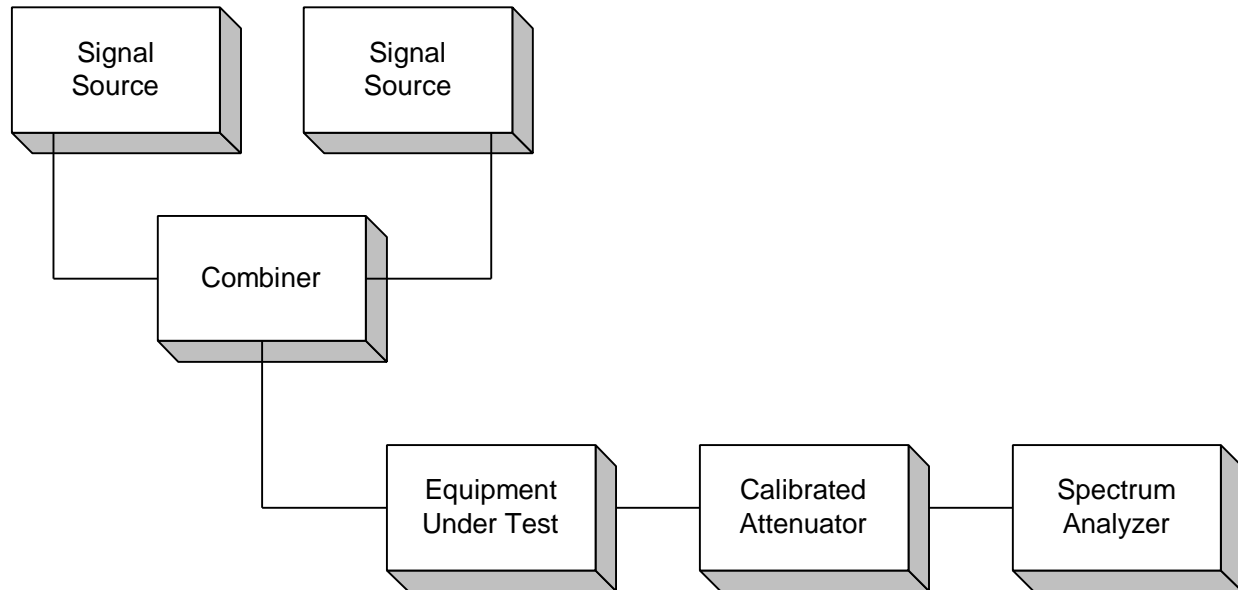 Signal
Source
Signal
Source
Combiner
Equipment
Under Test
Calibrated
Attenuator
Spectrum
Analyzer